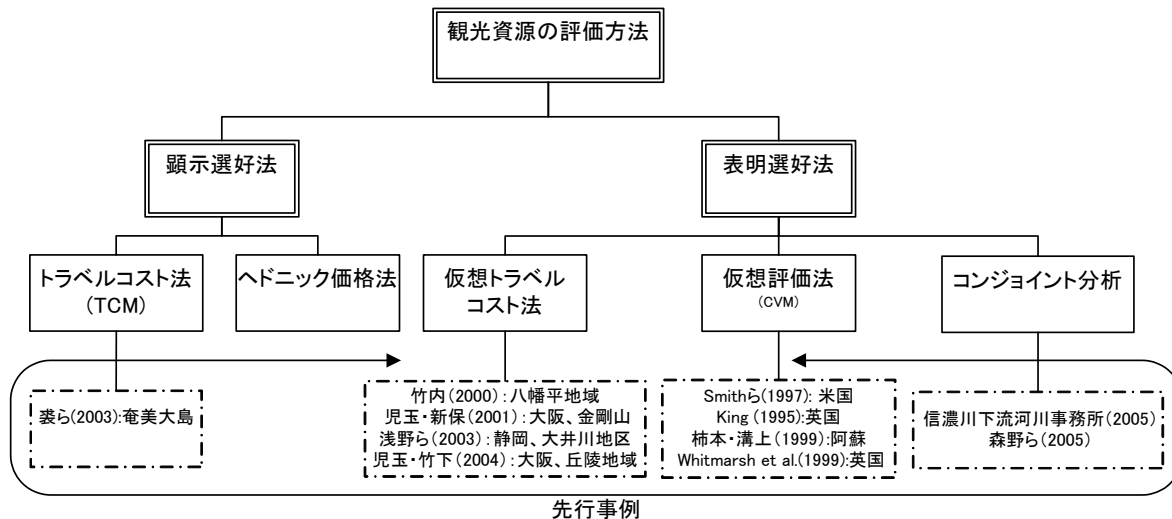 観光資源の評価方法
顕示選好法
表明選好法
トラベルコスト法
(TCM)
ヘドニック価格法
仮想トラベル
コスト法
仮想評価法
(CVM)
コンジョイント分析
裘ら(2003):奄美大島
竹内(2000):八幡平地域
児玉・新保(2001):大阪、金剛山
浅野ら(2003):静岡、大井川地区
児玉・竹下(2004):大阪、丘陵地域
Smithら(1997): 米国
King (1995):英国
柿本・溝上(1999):阿蘇
Whitmarsh et al.(1999):英国
信濃川下流河川事務所(2005)
森野ら(2005)
先行事例